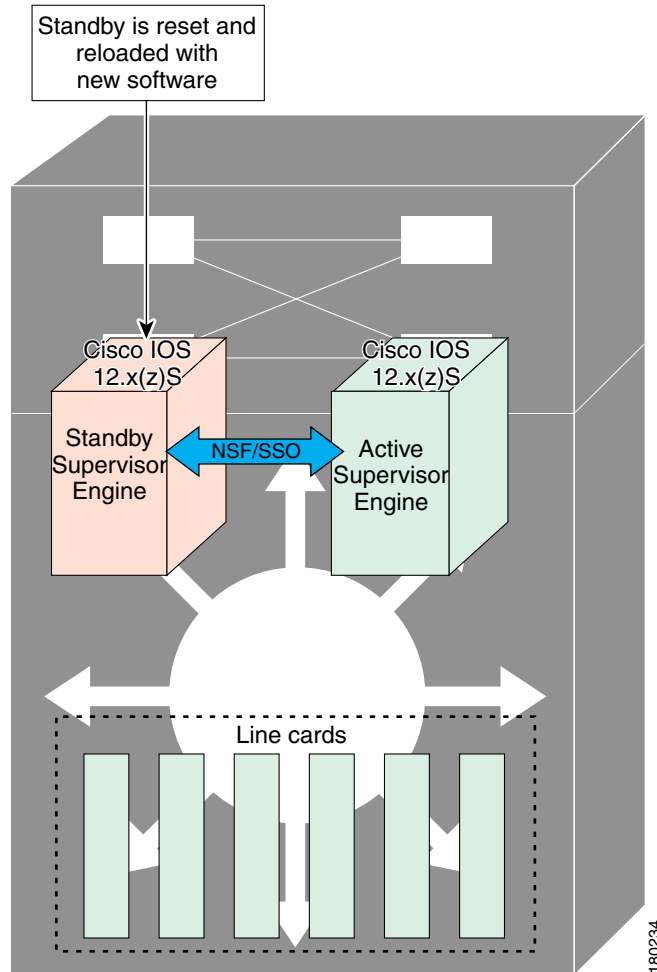 Standby is reset and
reloaded with
new software
Cisco IOS
12.x(z)S
Cisco IOS
12.x(z)S
Standby
Supervisor
Engine
NSF/SSO
Active
Supervisor
Engine
Line cards
180234